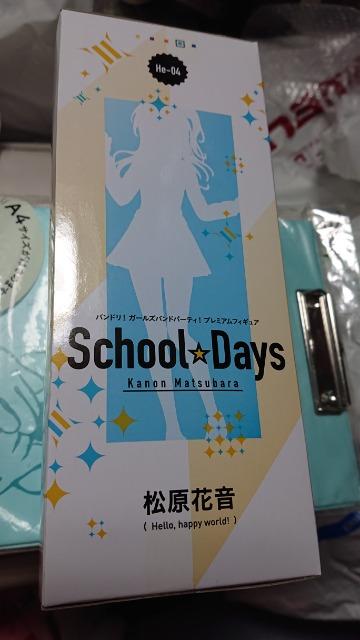 He-04
バンドリ！ ガールズバンドパーティ！ プレミアムフィギュア
School☆Days
Kanon Matsubara
松原花音
( Hello, happy world! )
A4